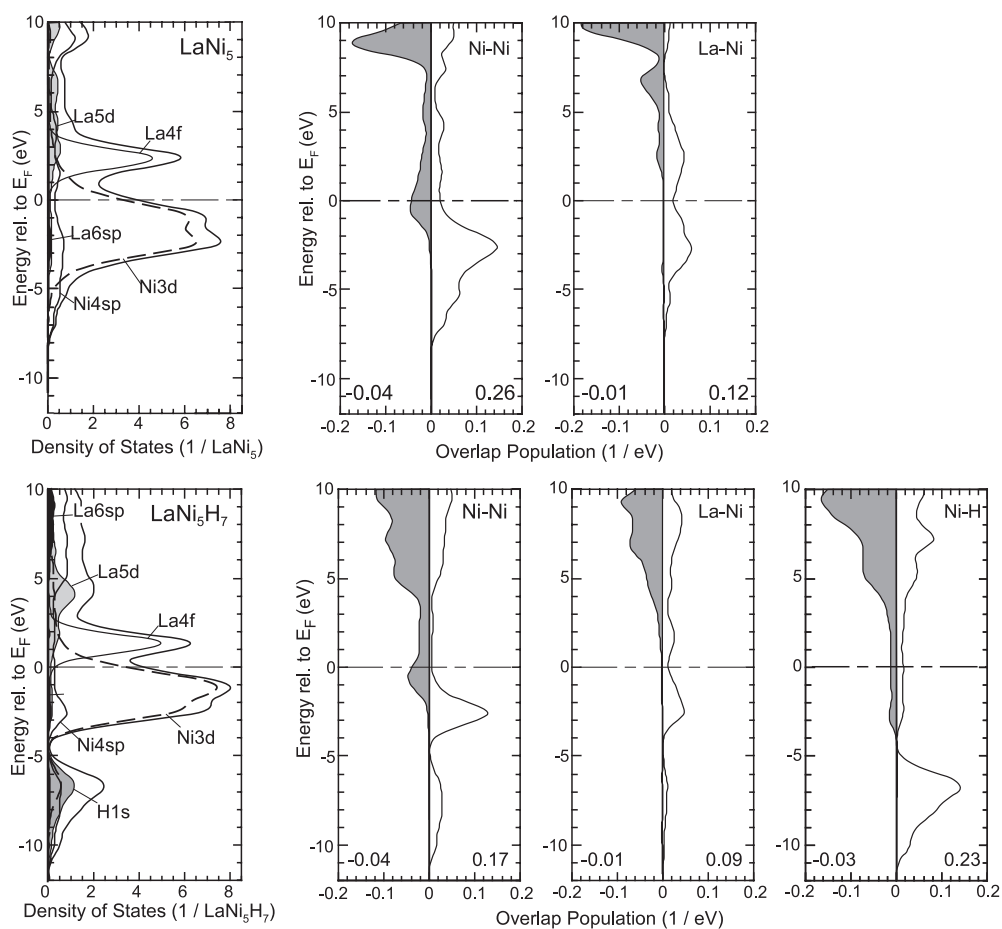 LaNi₅
La5d
La4f
La6sp
Ni3d
Ni4sp
Energy rel. to E_F (eV)
10
5
0
-5
-10
0 2 4 6 8
Density of States (1 / LaNi₅)
Ni-Ni
Energy rel. to E_F (eV)
10
5
0
-5
-10
-0.04 0.26
-0.2 -0.1 0 0.1 0.2
La-Ni
10
5
0
-5
-10
-0.01 0.12
-0.2 -0.1 0 0.1 0.2
Overlap Population (1 / eV)
LaNi₅H₇
La6sp
La5d
La4f
Ni4sp
Ni3d
H1s
Energy rel. to E_F (eV)
10
5
0
-5
-10
0 2 4 6 8
Density of States (1 / LaNi₅H₇)
Ni-Ni
Energy rel. to E_F (eV)
10
5
0
-5
-10
-0.04 0.17
-0.2 -0.1 0 0.1 0.2
La-Ni
10
5
0
-5
-10
-0.01 0.09
-0.2 -0.1 0 0.1 0.2
Ni-H
10
5
0
-5
-10
-0.03 0.23
-0.2 -0.1 0 0.1 0.2
Overlap Population (1 / eV)